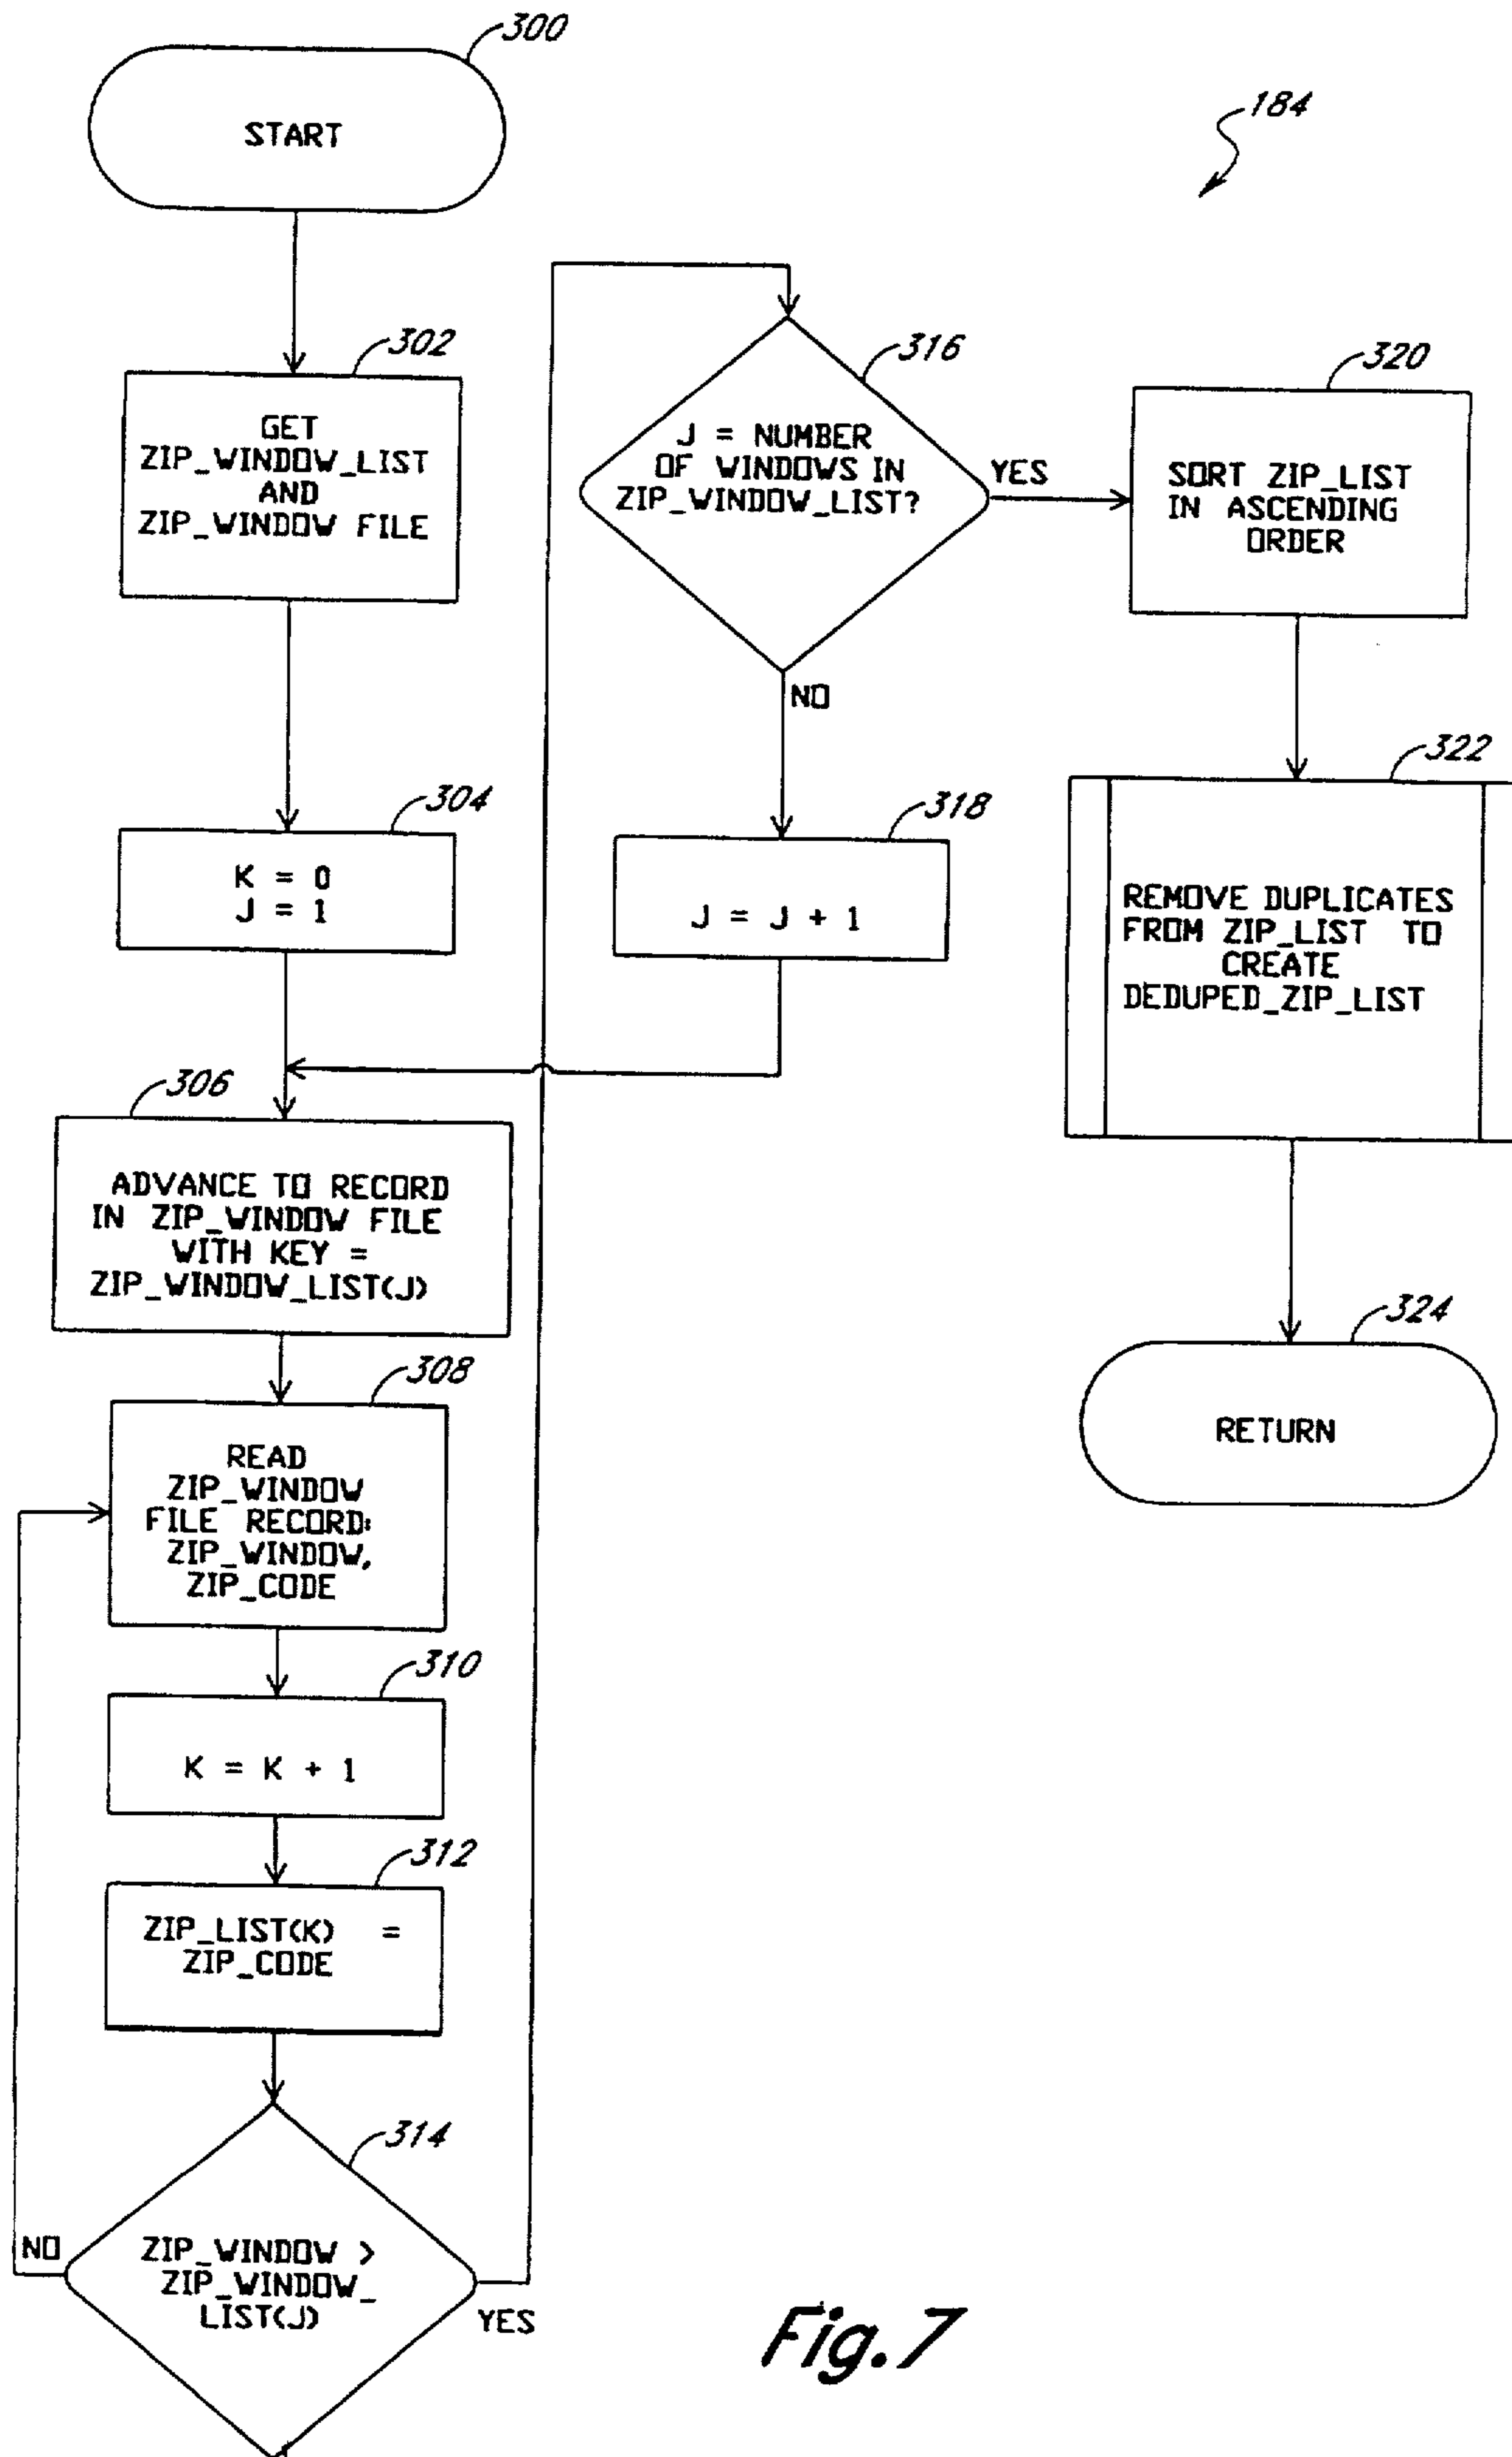 300
START
184
302
GET
ZIP_WINDOW_LIST
AND
ZIP_WINDOW FILE
304
K = 0
J = 1
306
ADVANCE TO RECORD
IN ZIP_WINDOW FILE
WITH KEY =
ZIP_WINDOW_LIST(J)
308
READ
ZIP_WINDOW
FILE RECORD:
ZIP_WINDOW,
ZIP_CODE
310
K = K + 1
312
ZIP_LIST(K) =
ZIP_CODE
314
ZIP_WINDOW >
ZIP_WINDOW_
LIST(J)
NO
YES
316
J = NUMBER
OF WINDOWS IN
ZIP_WINDOW_LIST?
YES
NO
318
J = J + 1
320
SORT ZIP_LIST
IN ASCENDING
ORDER
322
REMOVE DUPLICATES
FROM ZIP_LIST TO
CREATE
DEDUPED_ZIP_LIST
324
RETURN
Fig. 7